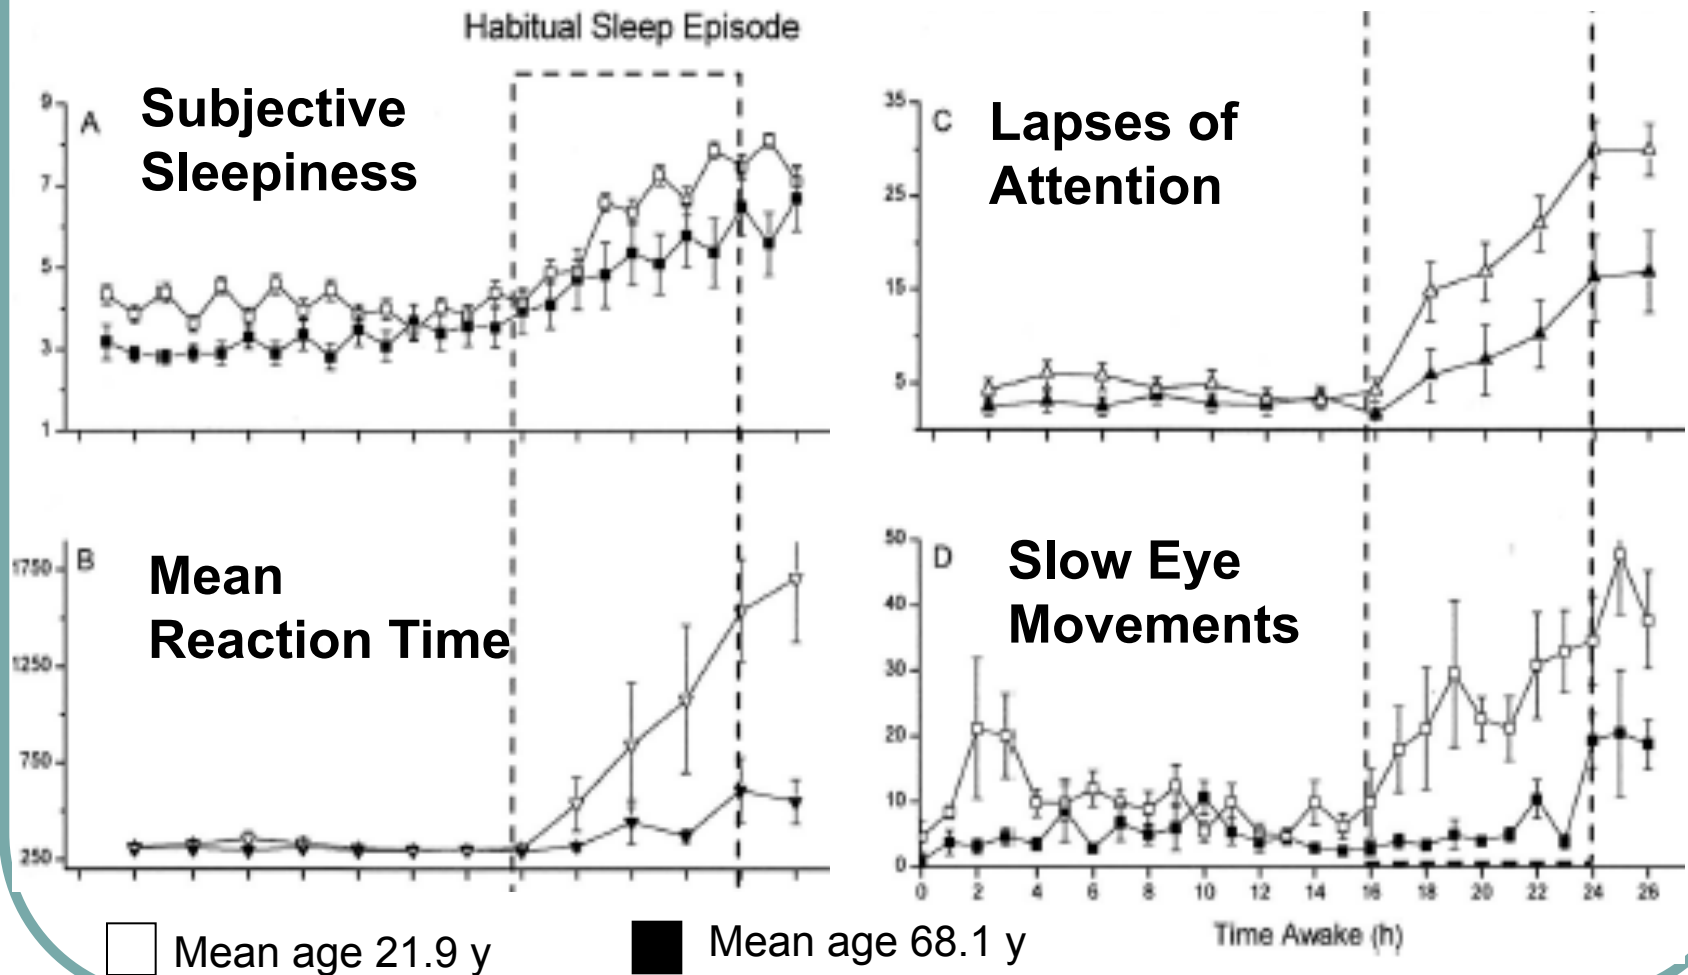 Habitual Sleep Episode
A
Subjective
Sleepiness
9
7
5
3
1
C
Lapses of
Attention
35
25
15
5
B
Mean
Reaction Time
1750
1250
750
250
D
Slow Eye
Movements
50
40
30
20
10
0
0 2 4 6 8 10 12 14 16 18 20 22 24 26
Time Awake (h)
Mean age 21.9 y
Mean age 68.1 y